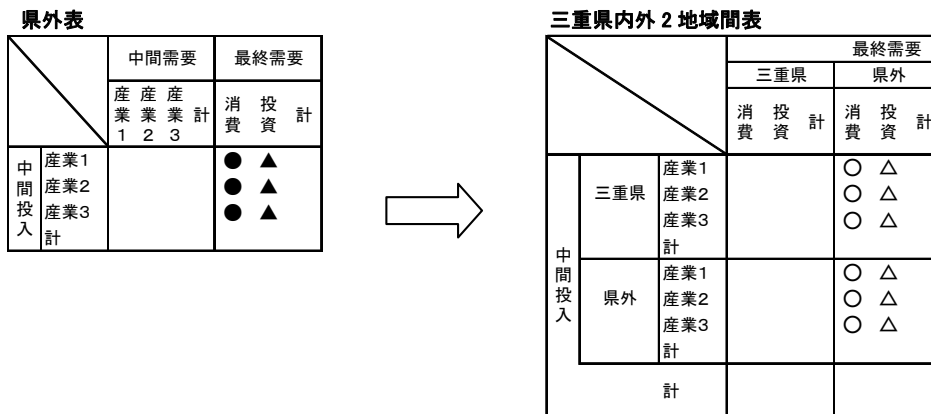 県外表
三重県内外2地域間表
中間需要 最終需要
産業1 産業2 産業3 計 消費 投資 計
中間投入
産業1 ● ▲
産業2 ● ▲
産業3 ● ▲
計
最終需要
三重県 県外
消費 投資 計 消費 投資 計
中間投入
三重県
産業1 ○ △
産業2 ○ △
産業3 ○ △
計
県外
産業1 ○ △
産業2 ○ △
産業3 ○ △
計
計